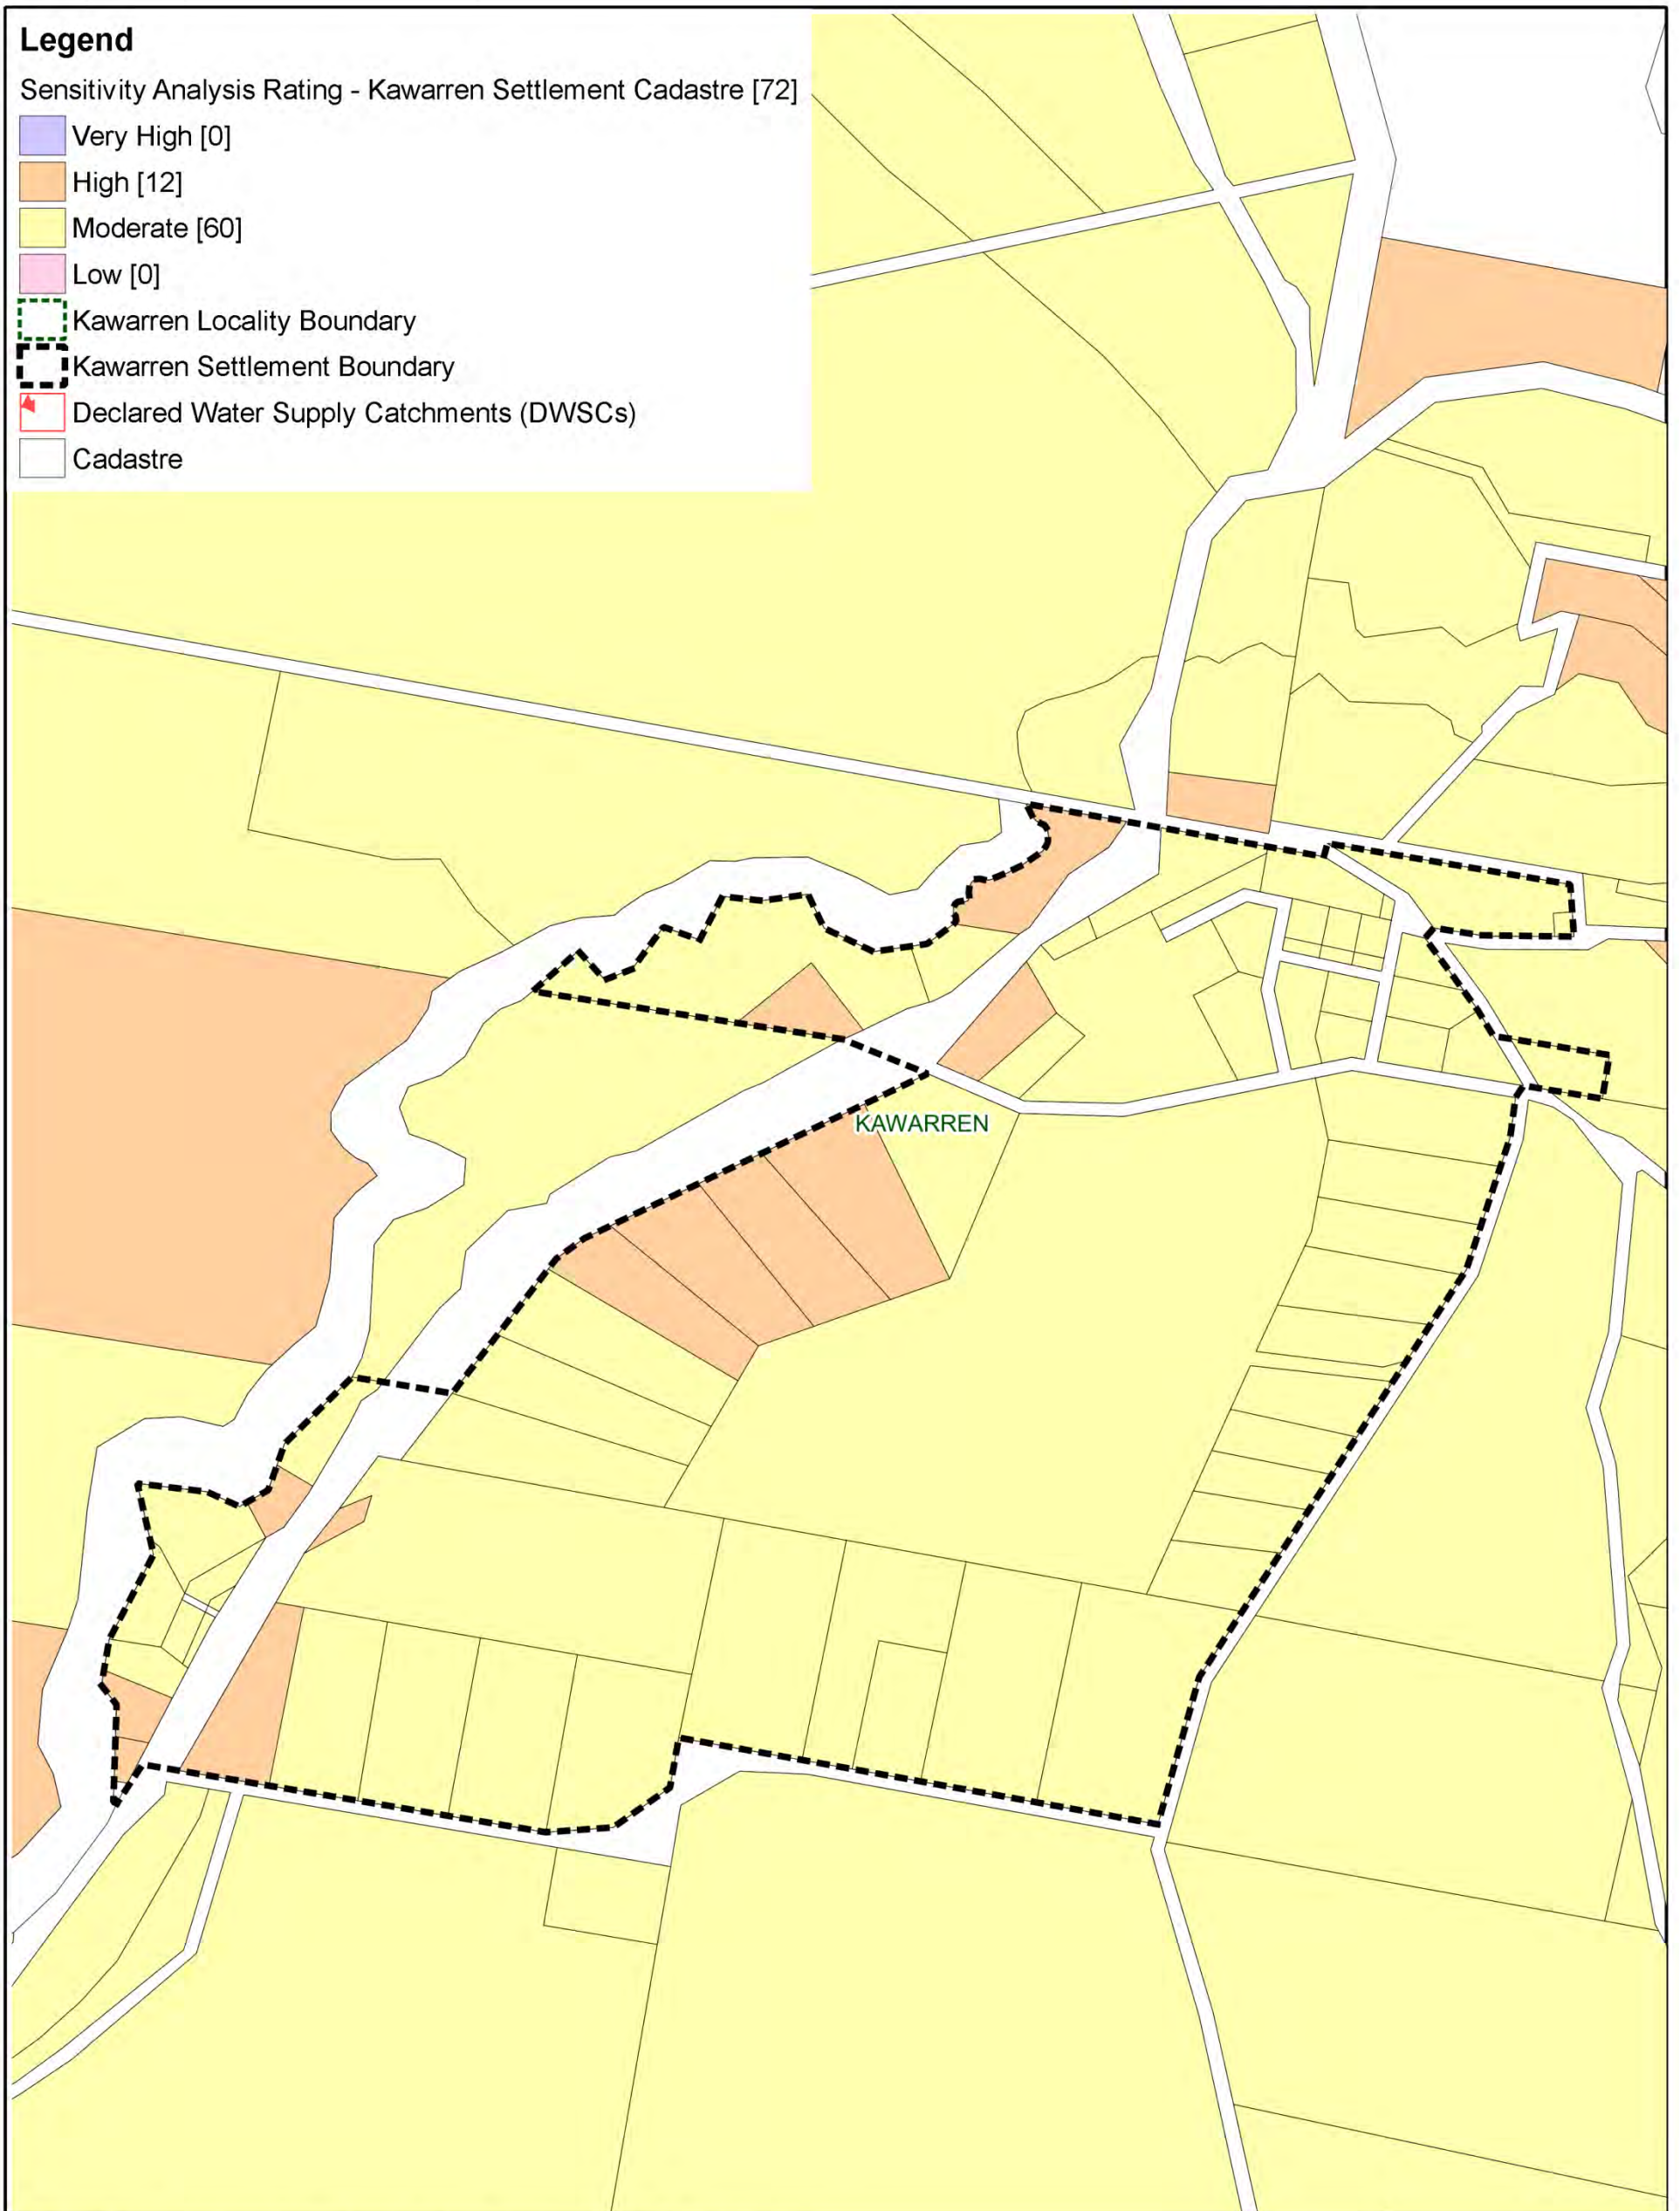 Legend
Sensitivity Analysis Rating - Kawarren Settlement Cadastre [72]
Very High [0]
High [12]
Moderate [60]
Low [0]
Kawarren Locality Boundary
Kawarren Settlement Boundary
Declared Water Supply Catchments (DWSCs)
Cadastre
KAWARREN